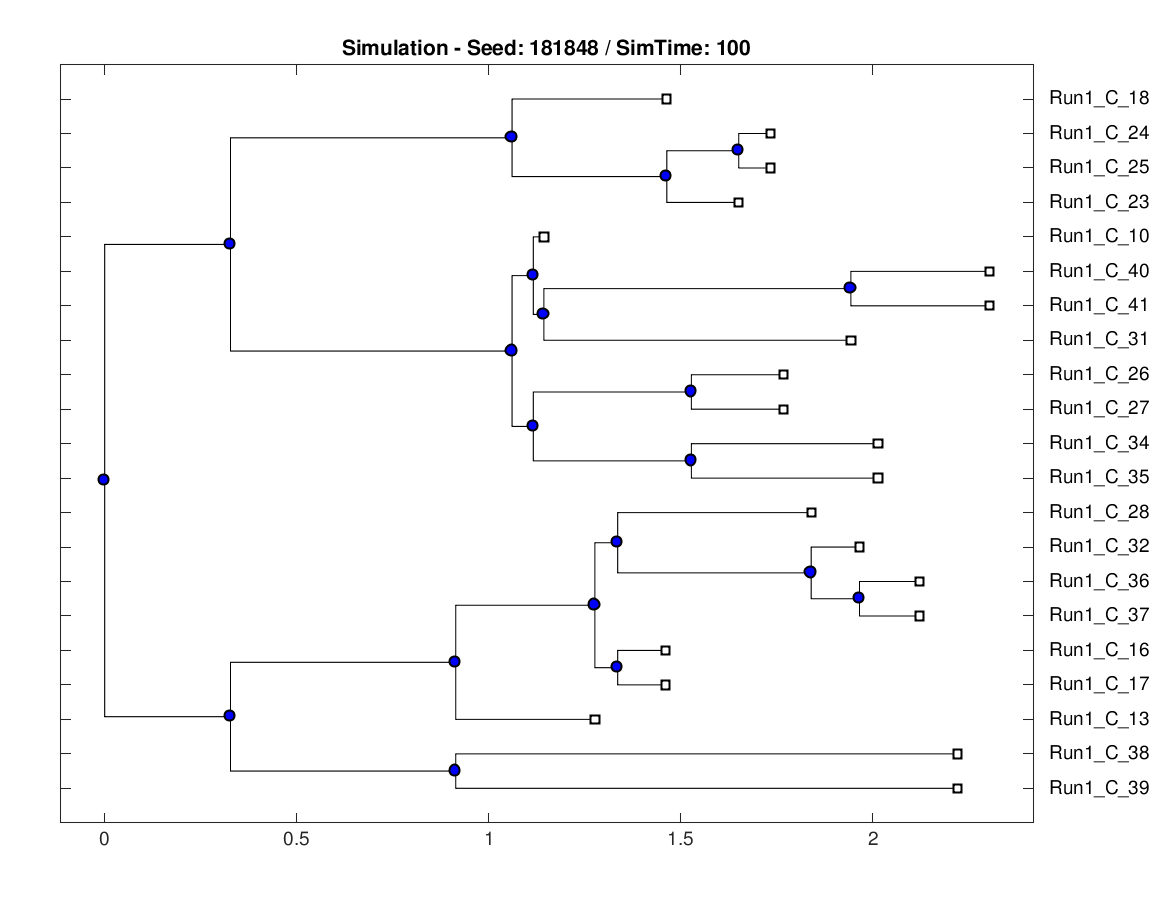 Simulation - Seed: 181848 / SimTime: 100
Run1_C_18
Run1_C_24
Run1_C_25
Run1_C_23
Run1_C_10
Run1_C_40
Run1_C_41
Run1_C_31
Run1_C_26
Run1_C_27
Run1_C_34
Run1_C_35
Run1_C_28
Run1_C_32
Run1_C_36
Run1_C_37
Run1_C_16
Run1_C_17
Run1_C_13
Run1_C_38
Run1_C_39
0 0.5 1 1.5 2